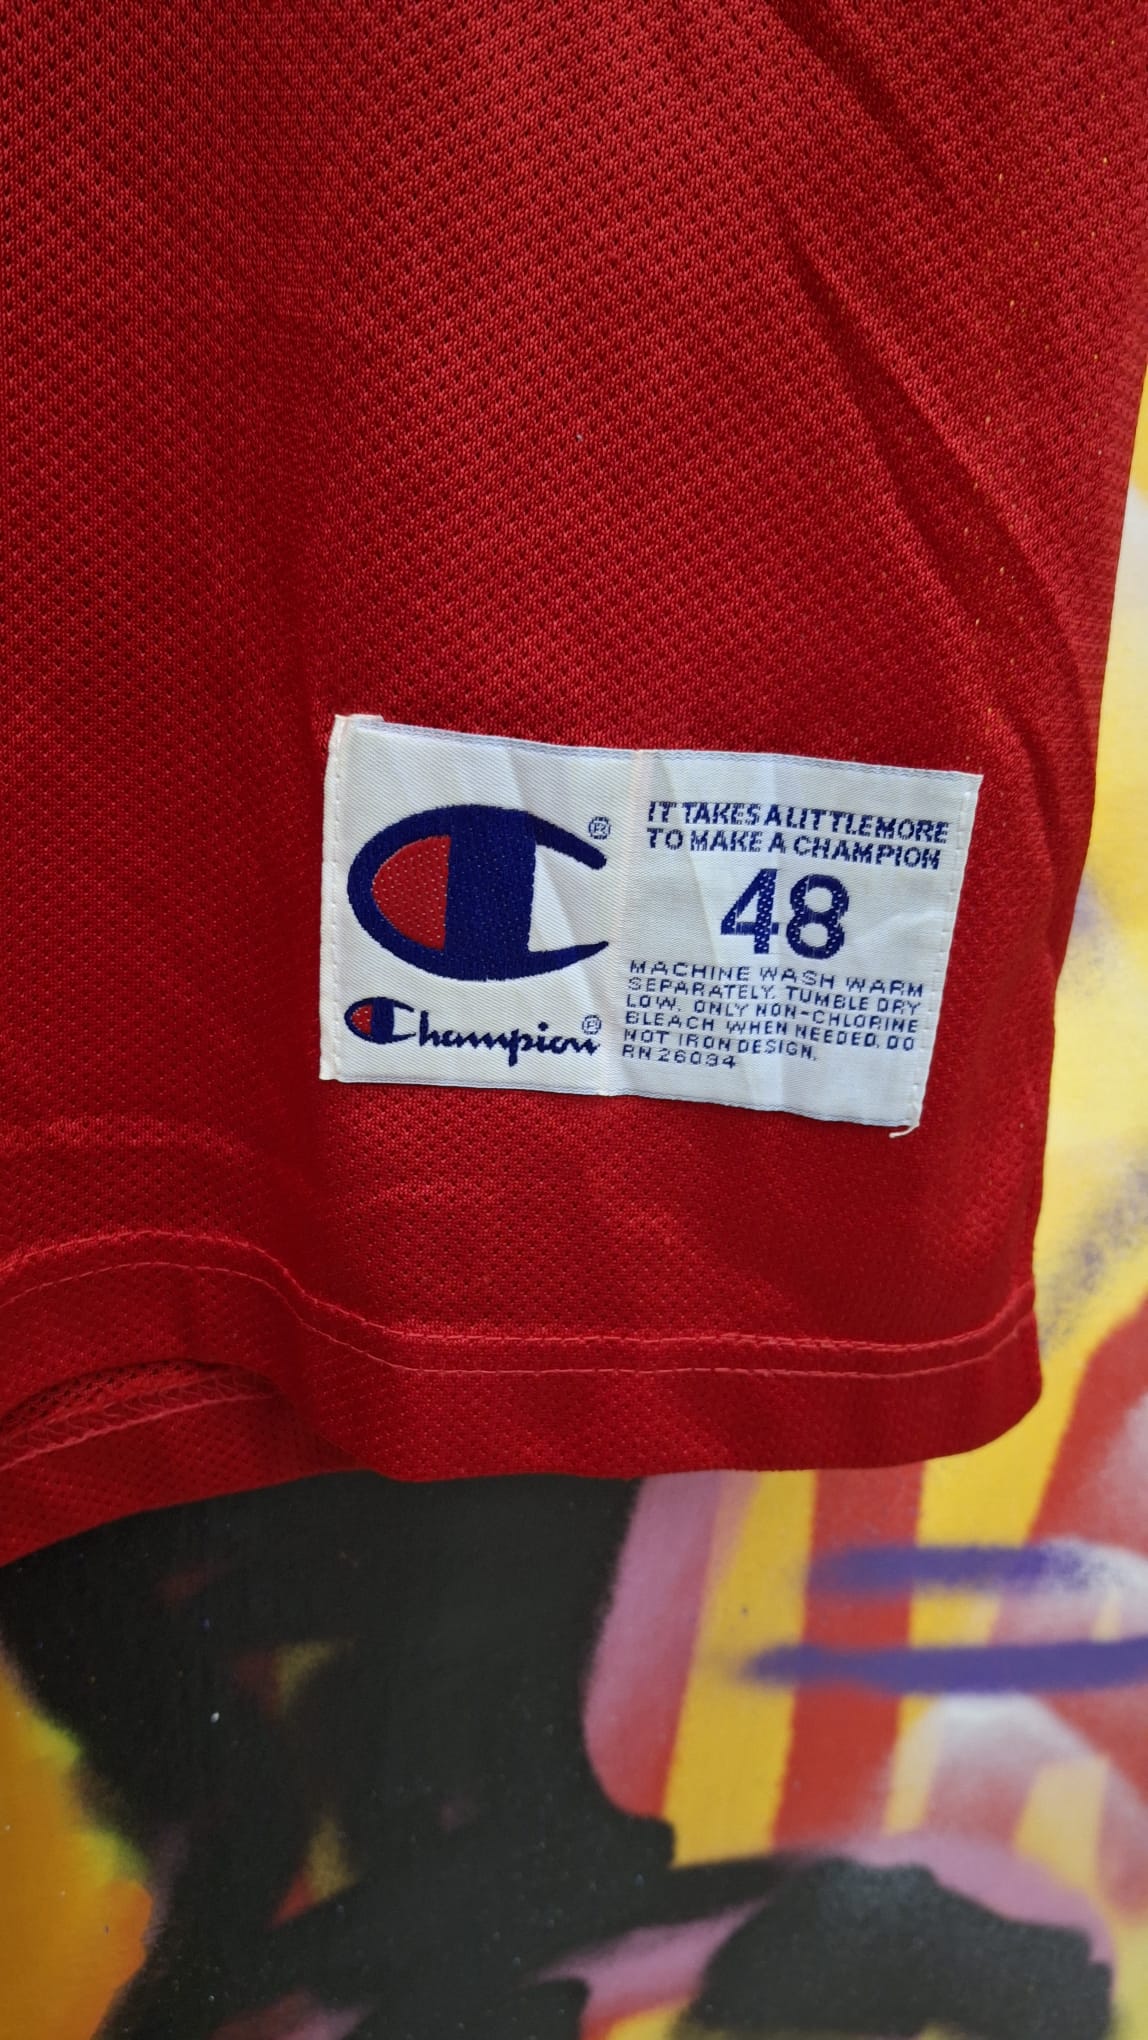 ®
Champion®
IT TAKES A LITTLE MORE
TO MAKE A CHAMPION
48
MACHINE WASH WARM
SEPARATELY. TUMBLE DRY
LOW. ONLY NON-CHLORINE
BLEACH WHEN NEEDED. DO
NOT IRON DESIGN.
RN 26094